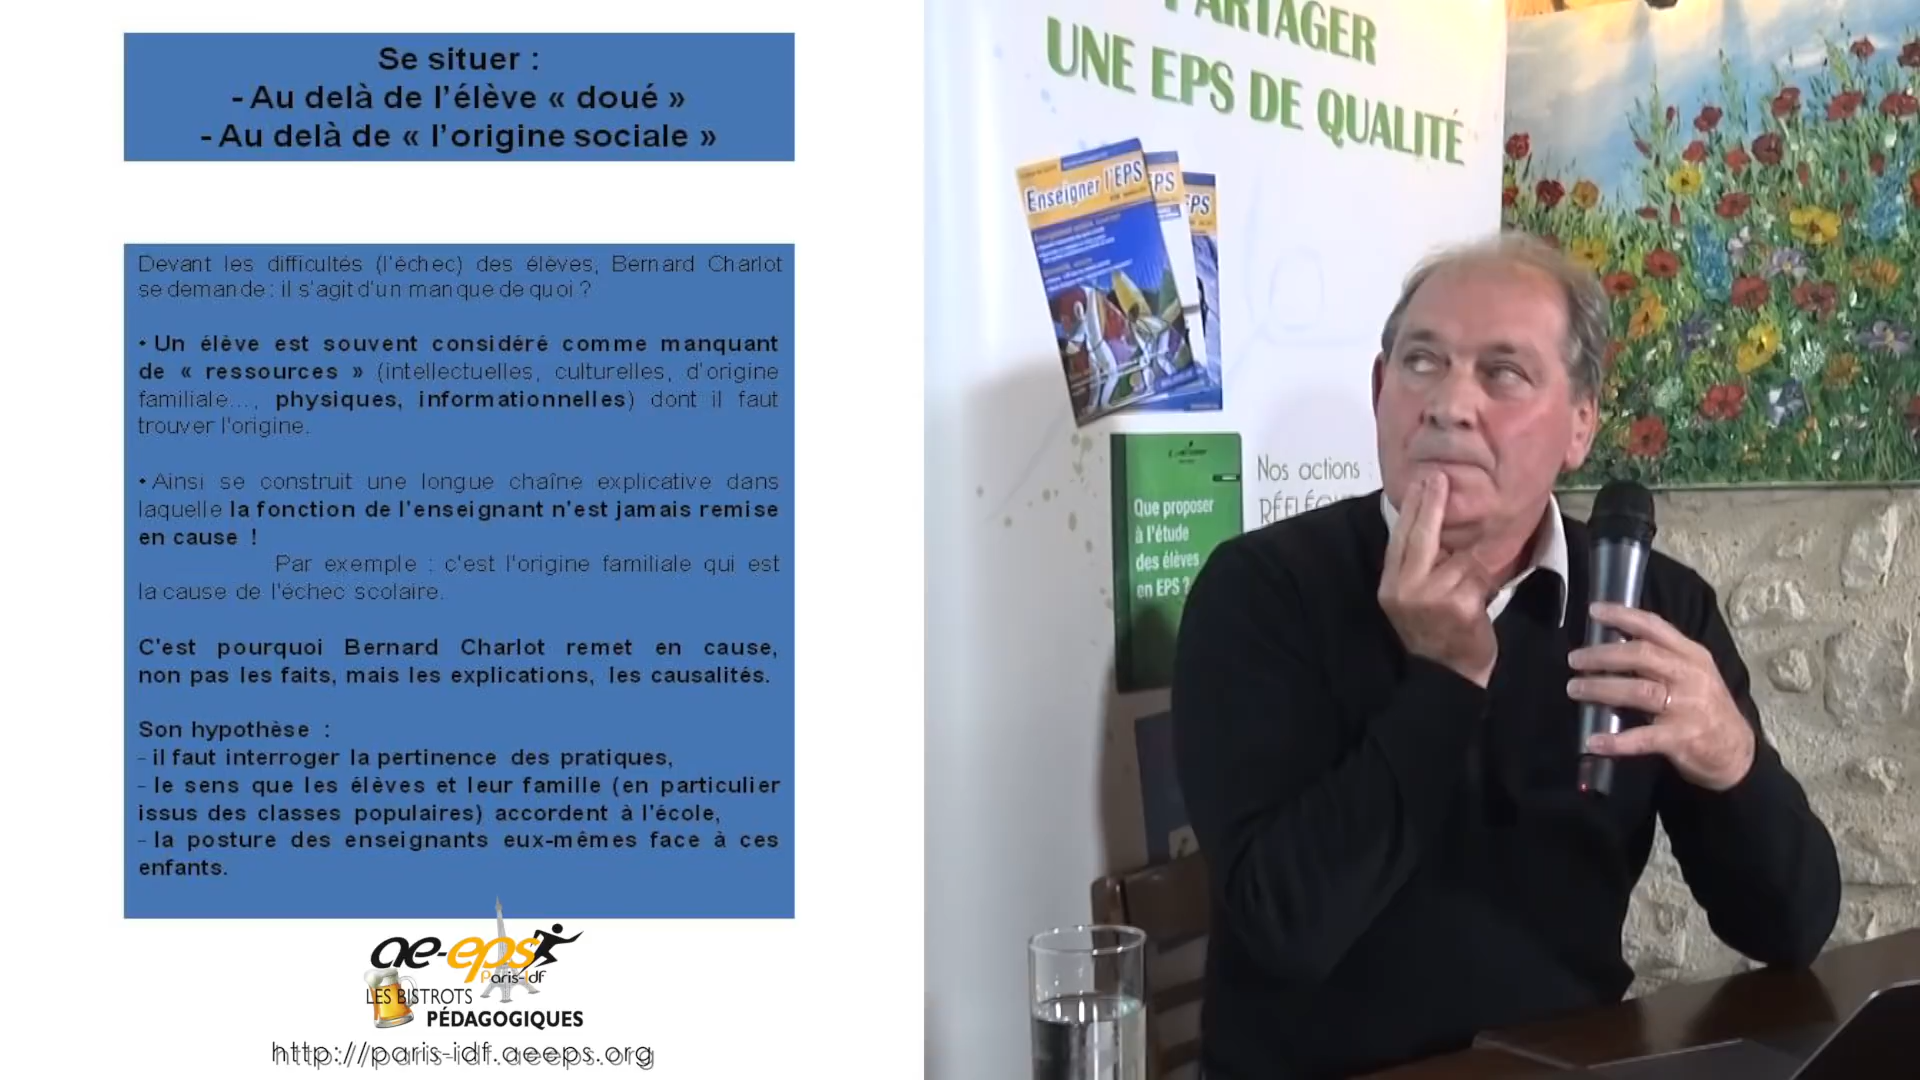 Se situer :
- Au delà de l'élève « doué »
- Au delà de « l'origine sociale »
Devant les difficultés (l'échec) des élèves, Bernard Charlot
se demande : il s'agit d'un manque de quoi ?
• Un élève est souvent considéré comme manquant
de « ressources » (intellectuelles, culturelles, d'origine
familiale..., physiques, informationnelles) dont il faut
trouver l'origine.
• Ainsi se construit une longue chaîne explicative dans
laquelle la fonction de l'enseignant n'est jamais remise
en cause !
Par exemple : c'est l'origine familiale qui est
la cause de l'échec scolaire.
C'est pourquoi Bernard Charlot remet en cause,
non pas les faits, mais les explications, les causalités.
Son hypothèse :
- il faut interroger la pertinence des pratiques,
- le sens que les élèves et leur famille (en particulier
issus des classes populaires) accordent à l'école,
- la posture des enseignants eux-mêmes face à ces
enfants.
ae-eps
Paris-Idf
LES BISTROTS
PÉDAGOGIQUES
http://paris-idf.aeeps.org
PARTAGER
UNE EPS DE QUALITÉ
Enseigner l'EPS
EPS
EPS
Nos actions :
Que proposer
à l'étude
des élèves
en EPS ?